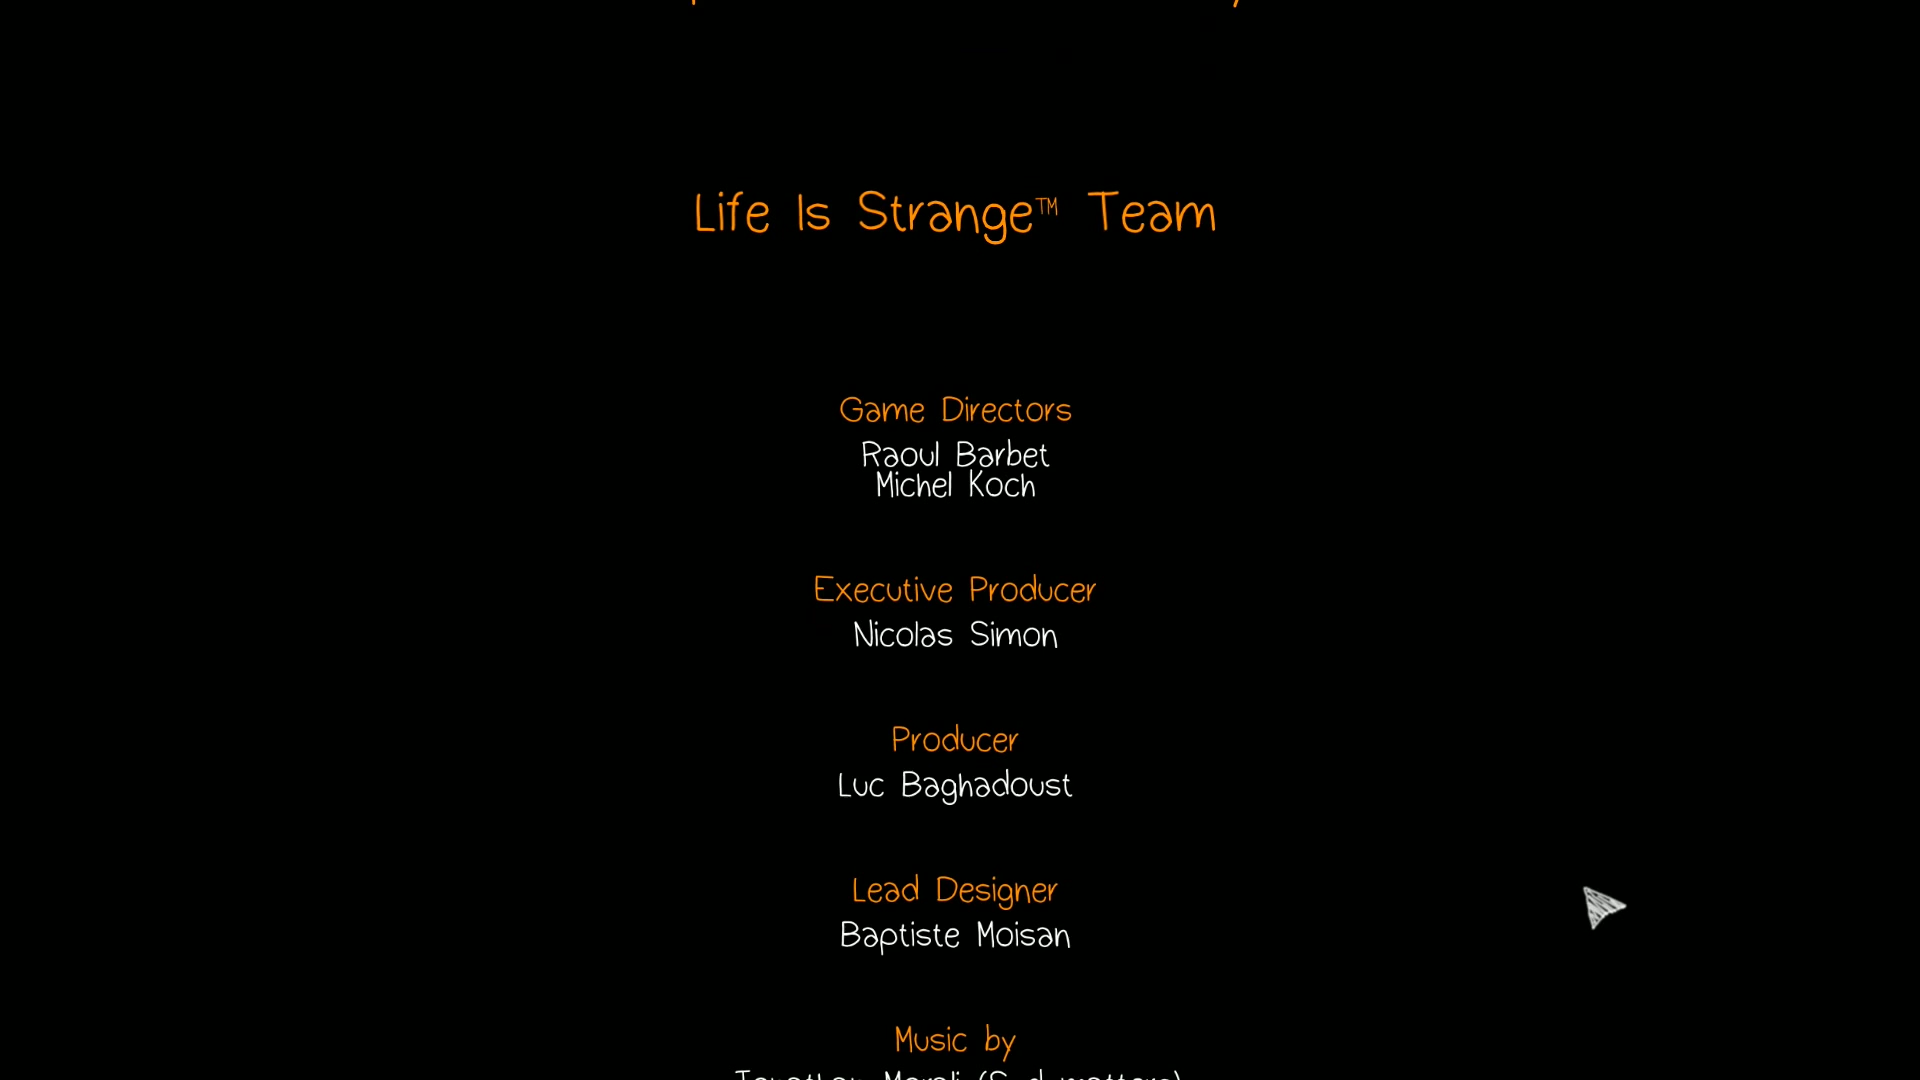 Life Is Strange™ Team
Game Directors
Raoul Barbet
Michel Koch
Executive Producer
Nicolas Simon
Producer
Luc Baghadoust
Lead Designer
Baptiste Moisan
Music by